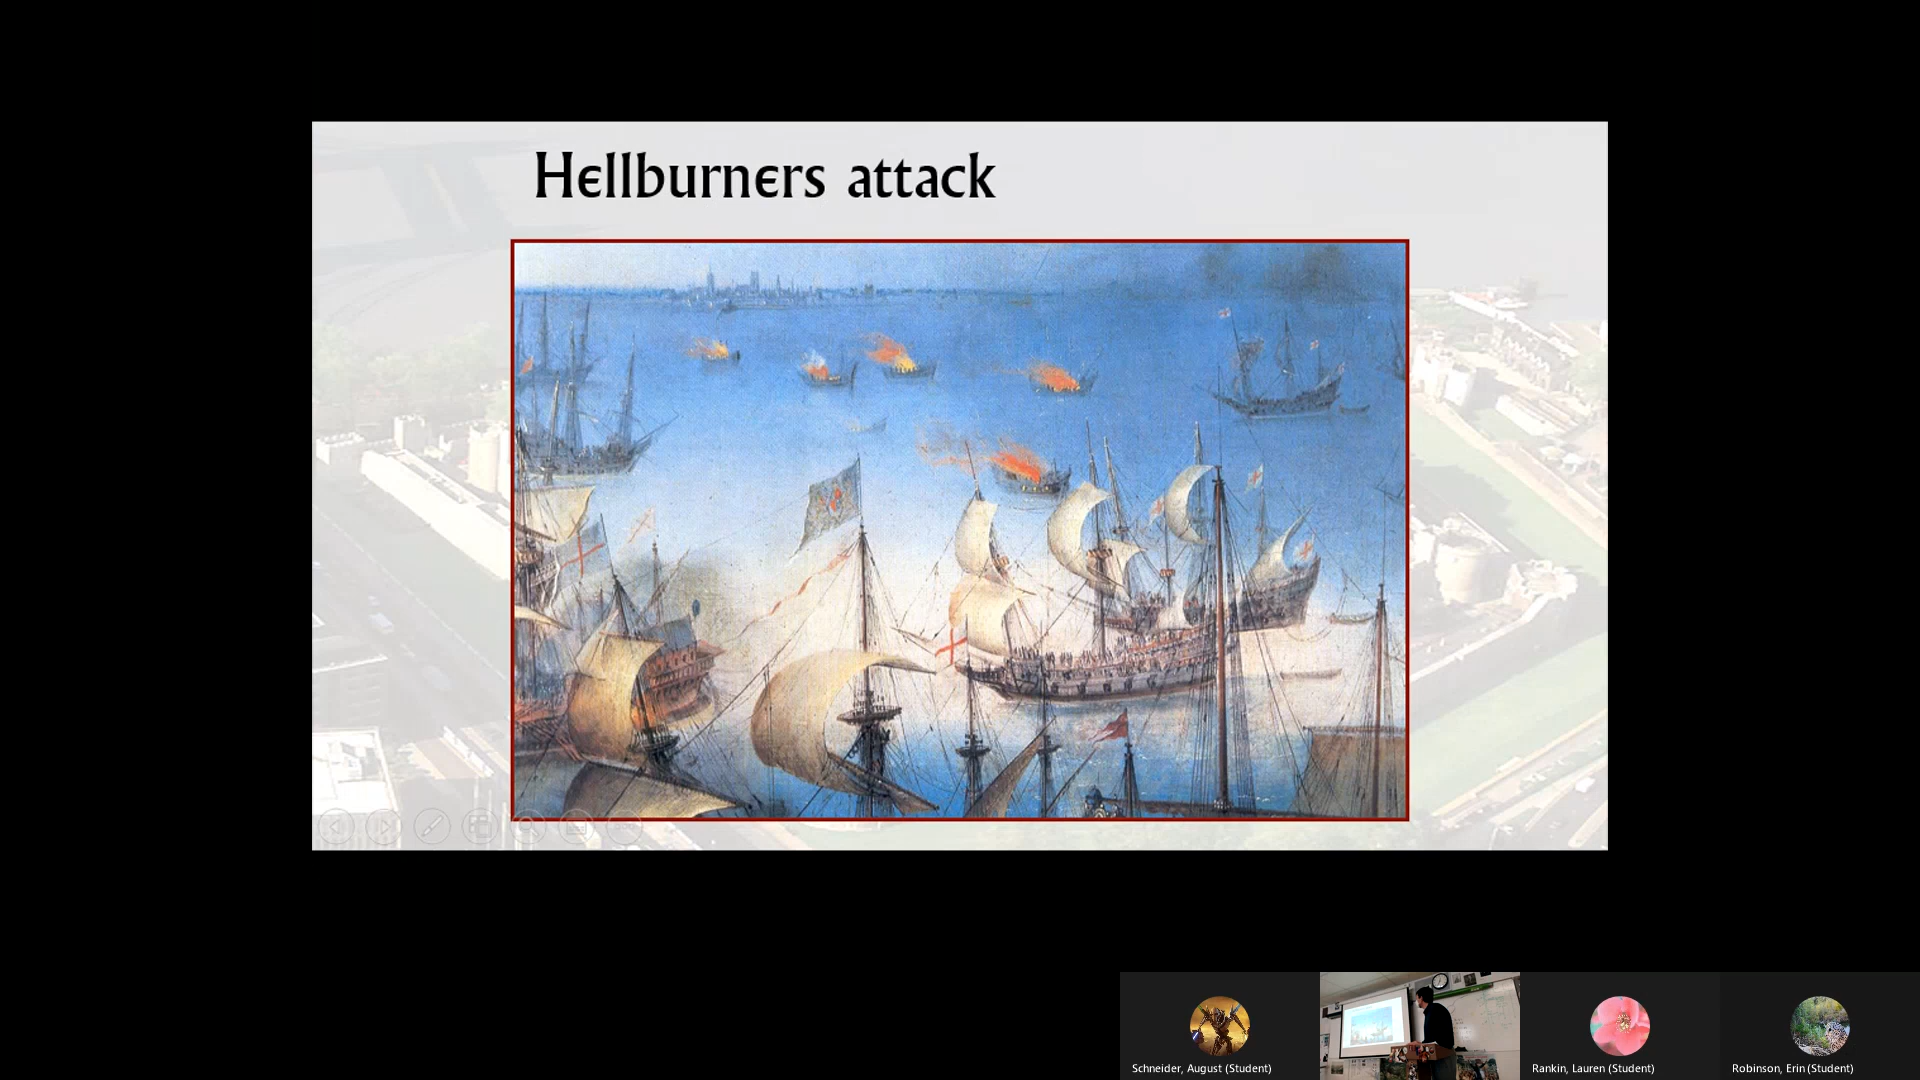 Hellburners attack
Schneider, August (Student)
Rankin, Lauren (Student)
Robinson, Erin (Student)